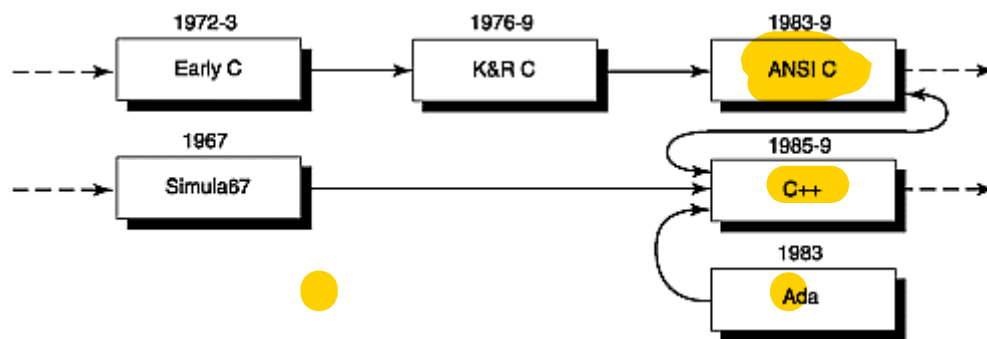 1972-3
1976-9
1983-9
Early C
K&R C
ANSI C
1967
1985-9
Simula67
C++
1983
Ada